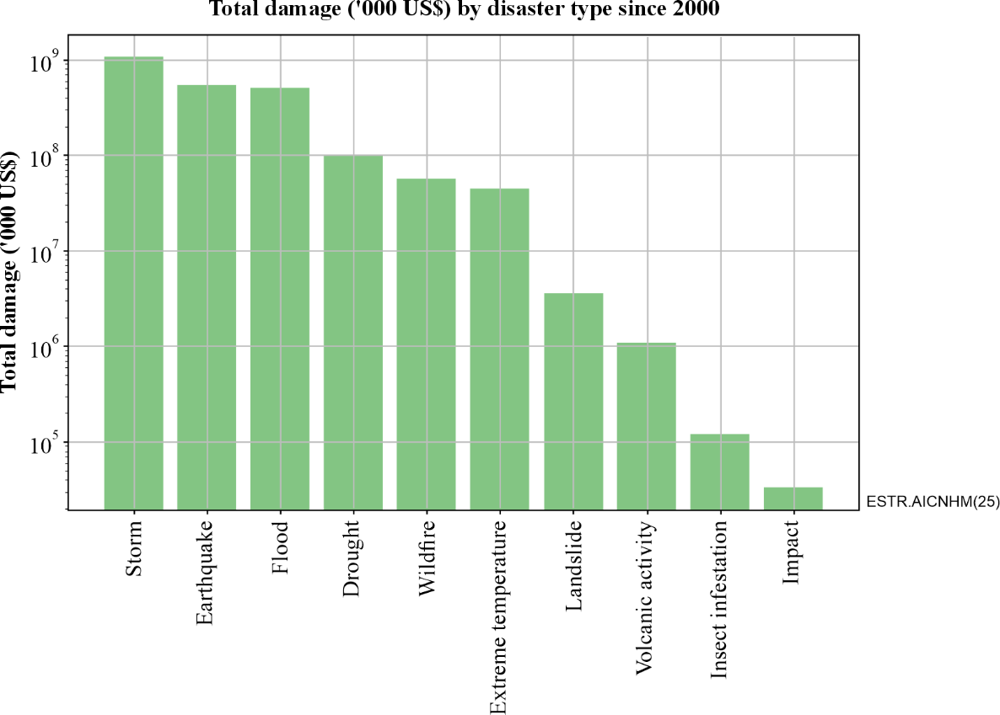 Total damage ('000 US$) by disaster type since 2000
Total damage ('000 US$)
10⁹
10⁸
10⁷
10⁶
10⁵
Storm
Earthquake
Flood
Drought
Wildfire
Extreme temperature
Landslide
Volcanic activity
Insect infestation
Impact
ESTR.AICNHM(25)